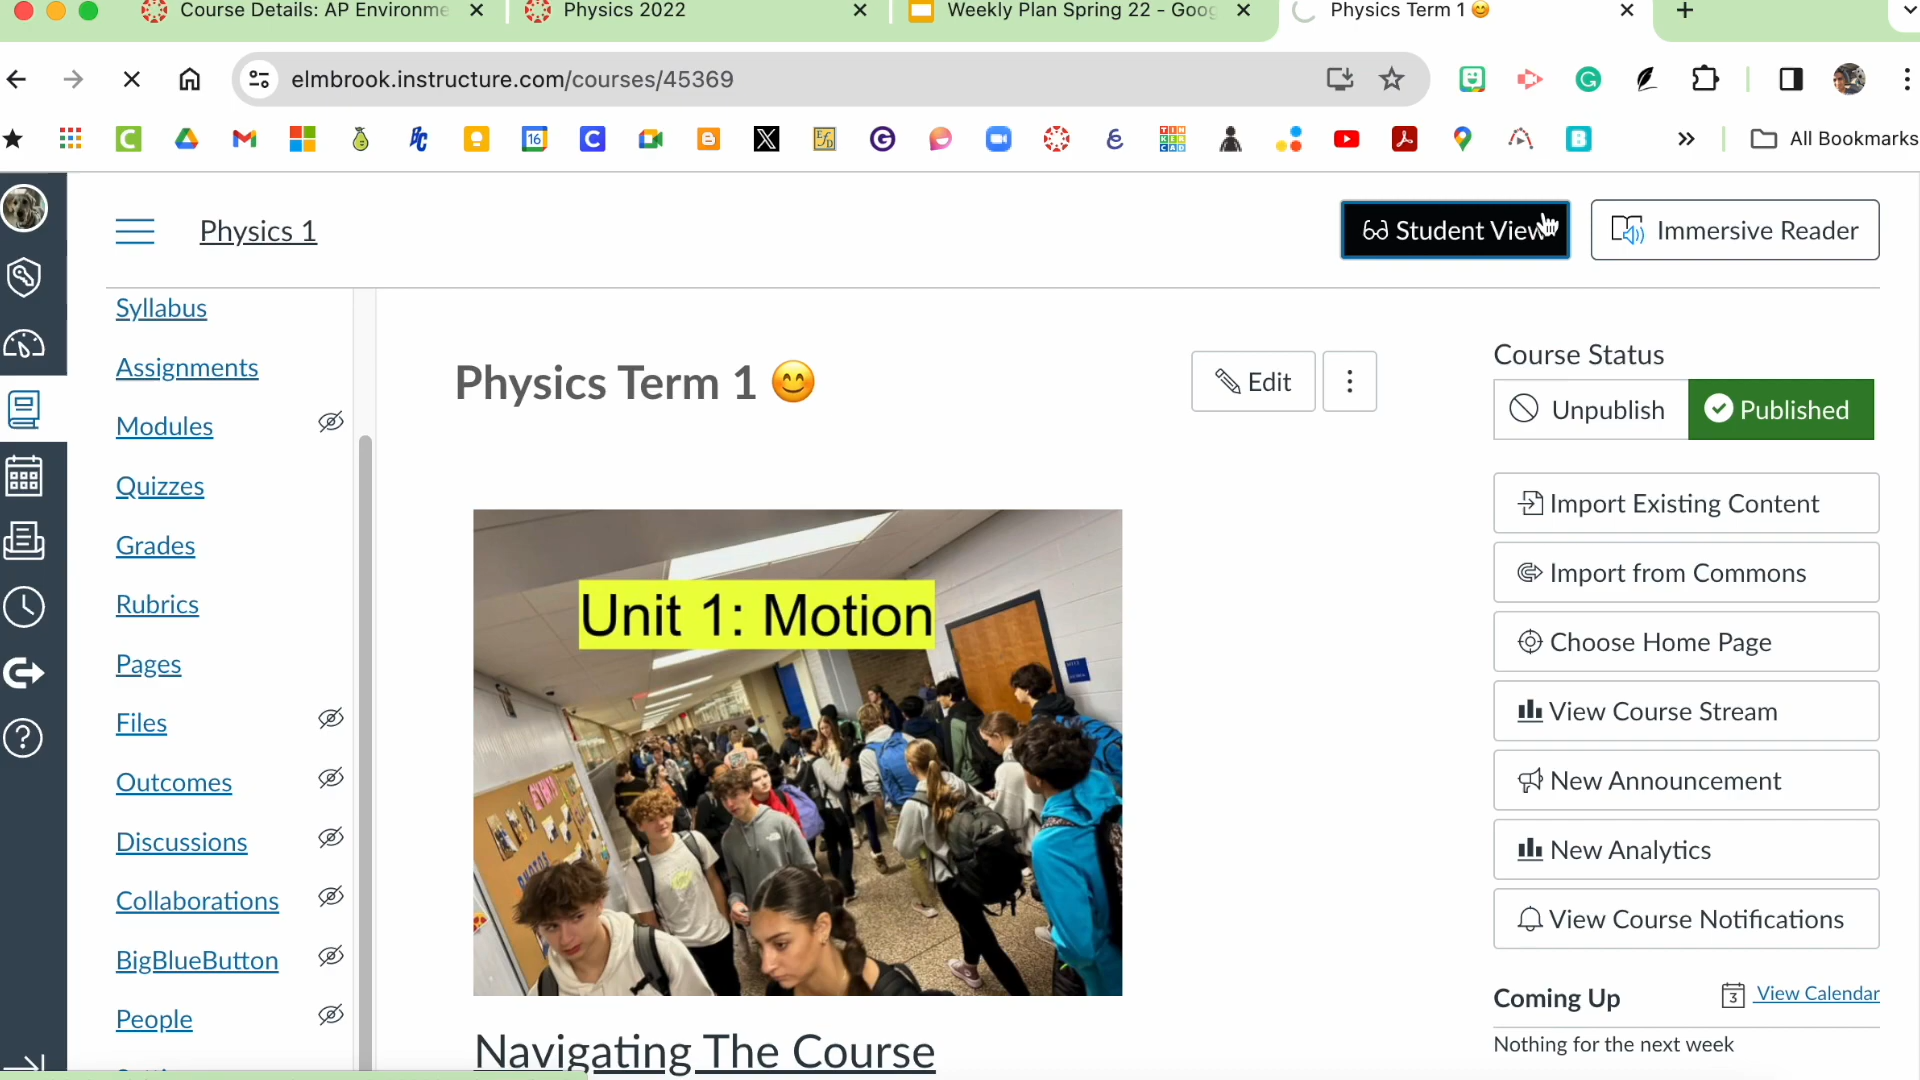 Course Details: AP Environme
Physics 2022
Weekly Plan Spring 22 - Goog
Physics Term 1 😊
elmbrook.instructure.com/courses/45369
All Bookmarks
Physics 1
Student View
Immersive Reader
Syllabus
Assignments
Modules
Quizzes
Grades
Rubrics
Pages
Files
Outcomes
Discussions
Collaborations
BigBlueButton
People
Physics Term 1 😊
Edit
Unit 1: Motion
Navigating The Course
Course Status
Unpublish
Published
Import Existing Content
Import from Commons
Choose Home Page
View Course Stream
New Announcement
New Analytics
View Course Notifications
Coming Up
3
View Calendar
Nothing for the next week